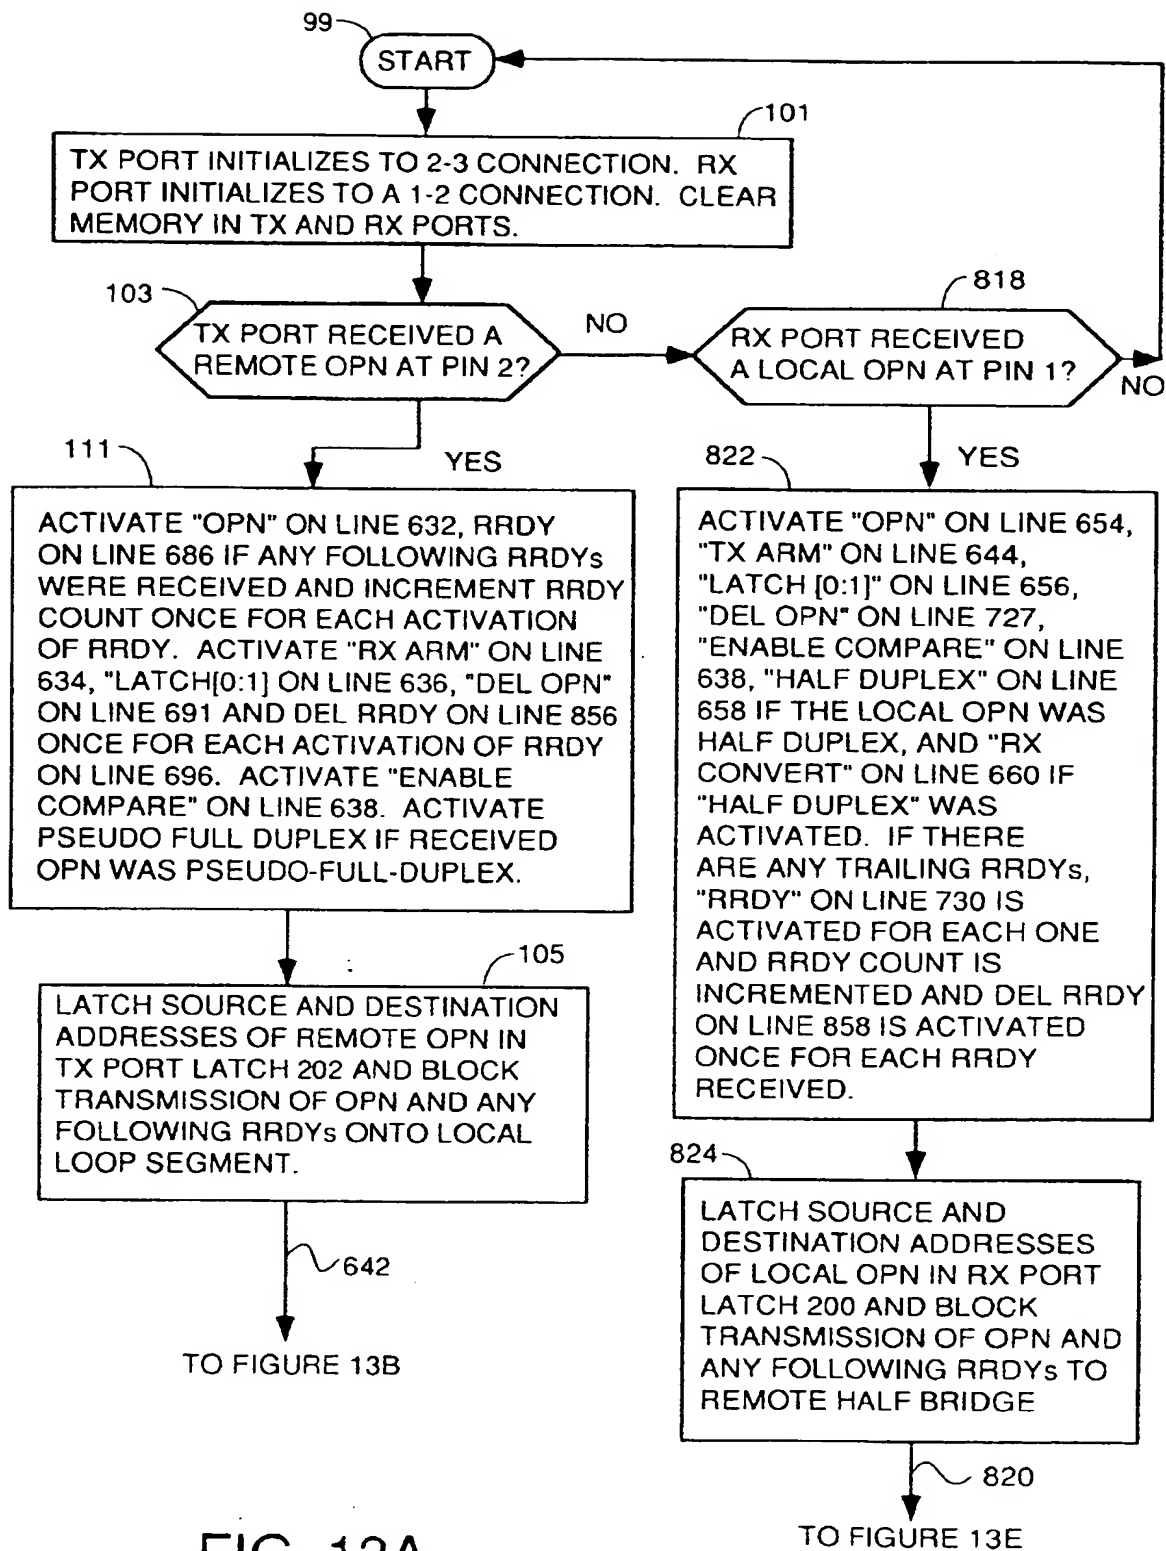 99
START
101
TX PORT INITIALIZES TO 2-3 CONNECTION. RX
PORT INITIALIZES TO A 1-2 CONNECTION. CLEAR
MEMORY IN TX AND RX PORTS.
103
TX PORT RECEIVED A
REMOTE OPN AT PIN 2?
NO
818
RX PORT RECEIVED
A LOCAL OPN AT PIN 1?
NO
111
YES
ACTIVATE "OPN" ON LINE 632, RRDY
ON LINE 686 IF ANY FOLLOWING RRDYs
WERE RECEIVED AND INCREMENT RRDY
COUNT ONCE FOR EACH ACTIVATION
OF RRDY. ACTIVATE "RX ARM" ON LINE
634, "LATCH[0:1] ON LINE 636, "DEL OPN"
ON LINE 691 AND DEL RRDY ON LINE 856
ONCE FOR EACH ACTIVATION OF RRDY
ON LINE 696. ACTIVATE "ENABLE
COMPARE" ON LINE 638. ACTIVATE
PSEUDO FULL DUPLEX IF RECEIVED
OPN WAS PSEUDO-FULL-DUPLEX.
105
LATCH SOURCE AND DESTINATION
ADDRESSES OF REMOTE OPN IN
TX PORT LATCH 202 AND BLOCK
TRANSMISSION OF OPN AND ANY
FOLLOWING RRDYs ONTO LOCAL
LOOP SEGMENT.
642
TO FIGURE 13B
822
YES
ACTIVATE "OPN" ON LINE 654,
"TX ARM" ON LINE 644,
"LATCH [0:1]" ON LINE 656,
"DEL OPN" ON LINE 727,
"ENABLE COMPARE" ON LINE
638, "HALF DUPLEX" ON LINE
658 IF THE LOCAL OPN WAS
HALF DUPLEX, AND "RX
CONVERT" ON LINE 660 IF
"HALF DUPLEX" WAS
ACTIVATED. IF THERE
ARE ANY TRAILING RRDYs,
"RRDY" ON LINE 730 IS
ACTIVATED FOR EACH ONE
AND RRDY COUNT IS
INCREMENTED AND DEL RRDY
ON LINE 858 IS ACTIVATED
ONCE FOR EACH RRDY
RECEIVED.
824
LATCH SOURCE AND
DESTINATION ADDRESSES
OF LOCAL OPN IN RX PORT
LATCH 200 AND BLOCK
TRANSMISSION OF OPN AND
ANY FOLLOWING RRDYs TO
REMOTE HALF BRIDGE
820
TO FIGURE 13E
FIG. 13A